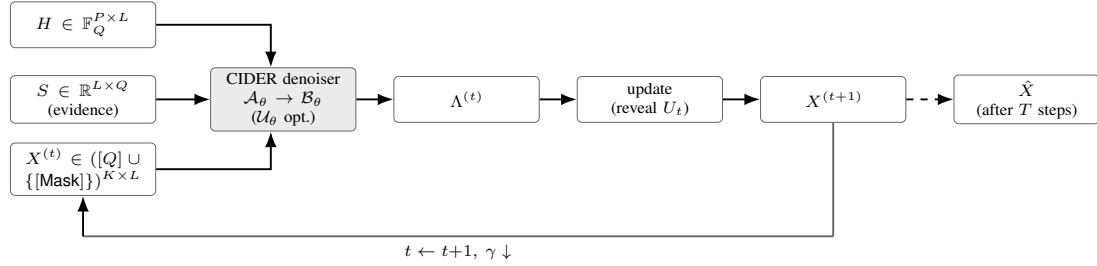 H ∈ 𝔽_Q^{P×L}
S ∈ ℝ^{L×Q}
(evidence)
X^{(t)} ∈ ([Q] ∪
{[Mask]})^{K×L}
CIDER denoiser
𝒜_θ → ℬ_θ
(𝒰_θ opt.)
Λ^{(t)}
update
(reveal U_t)
X^{(t+1)}
X̂
(after T steps)
t ← t+1, γ ↓